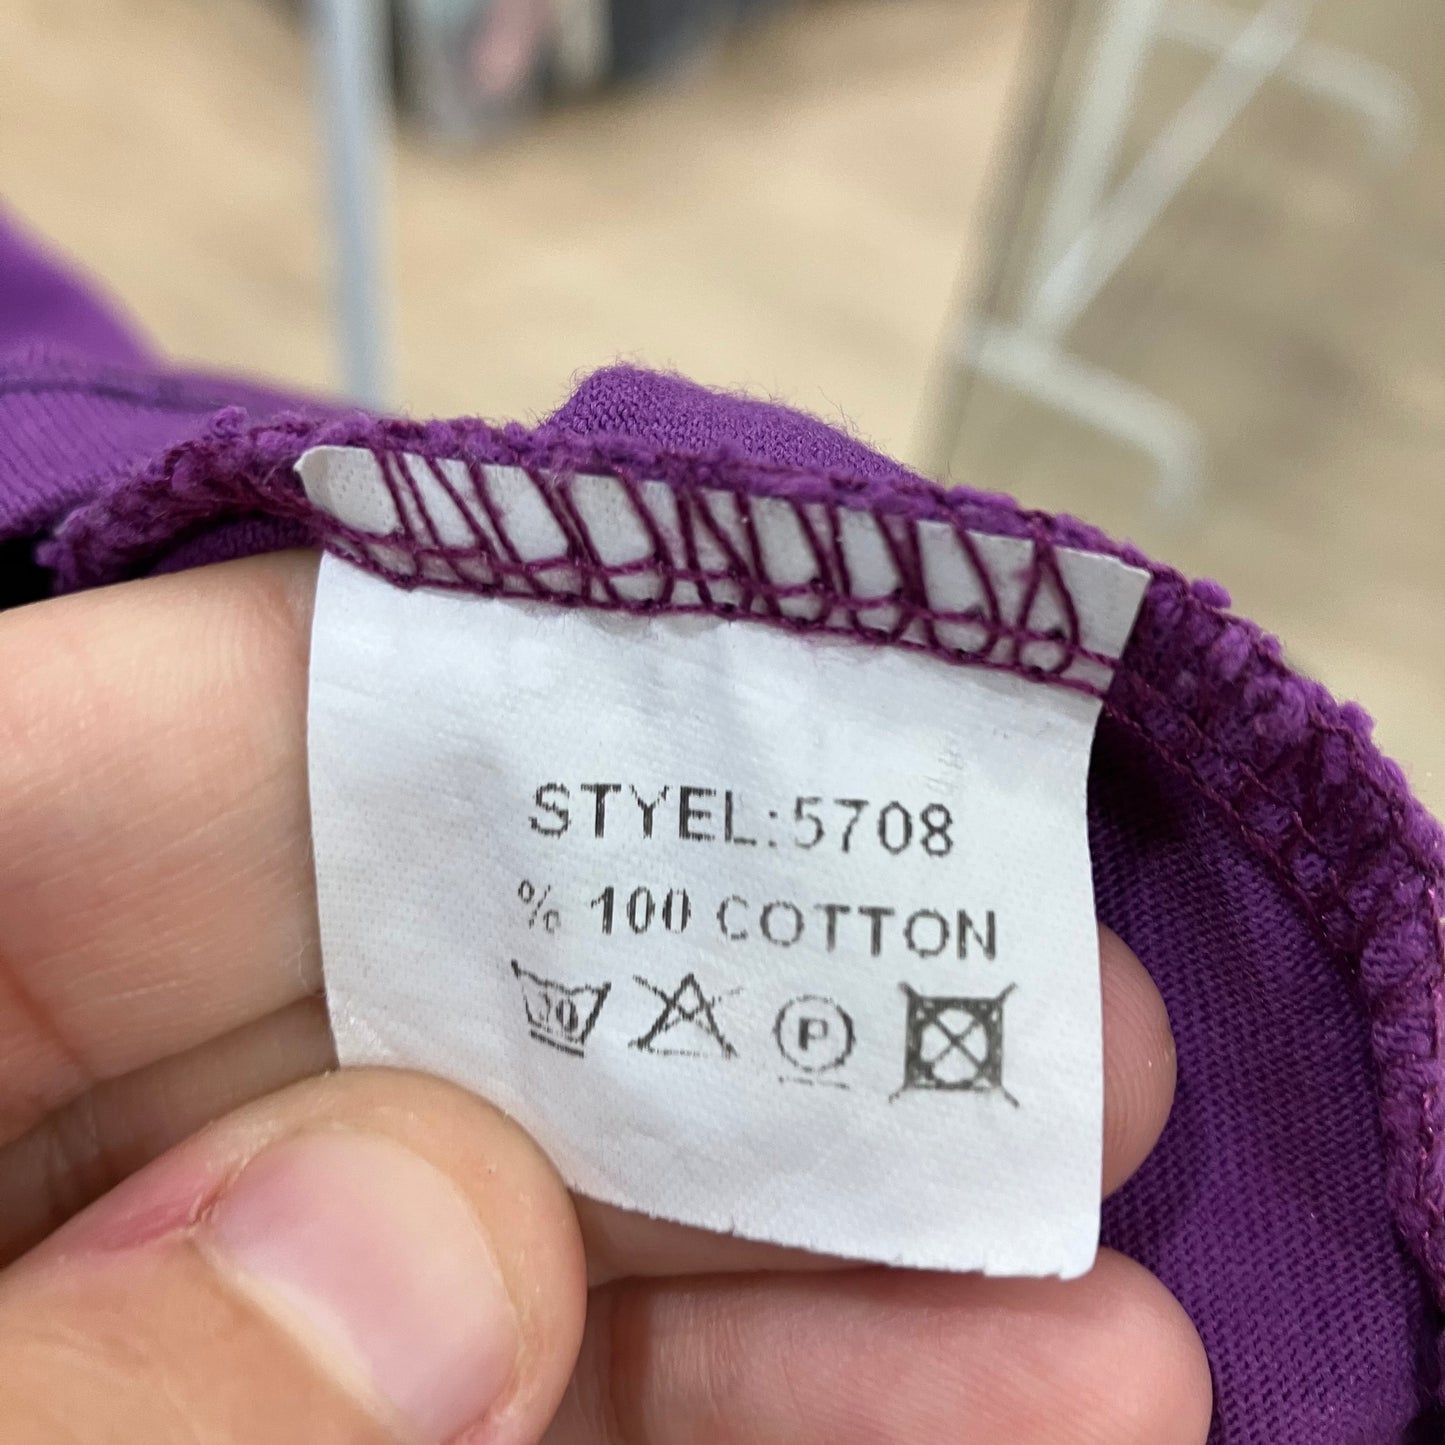 STYEL:5708
% 100 COTTON
P